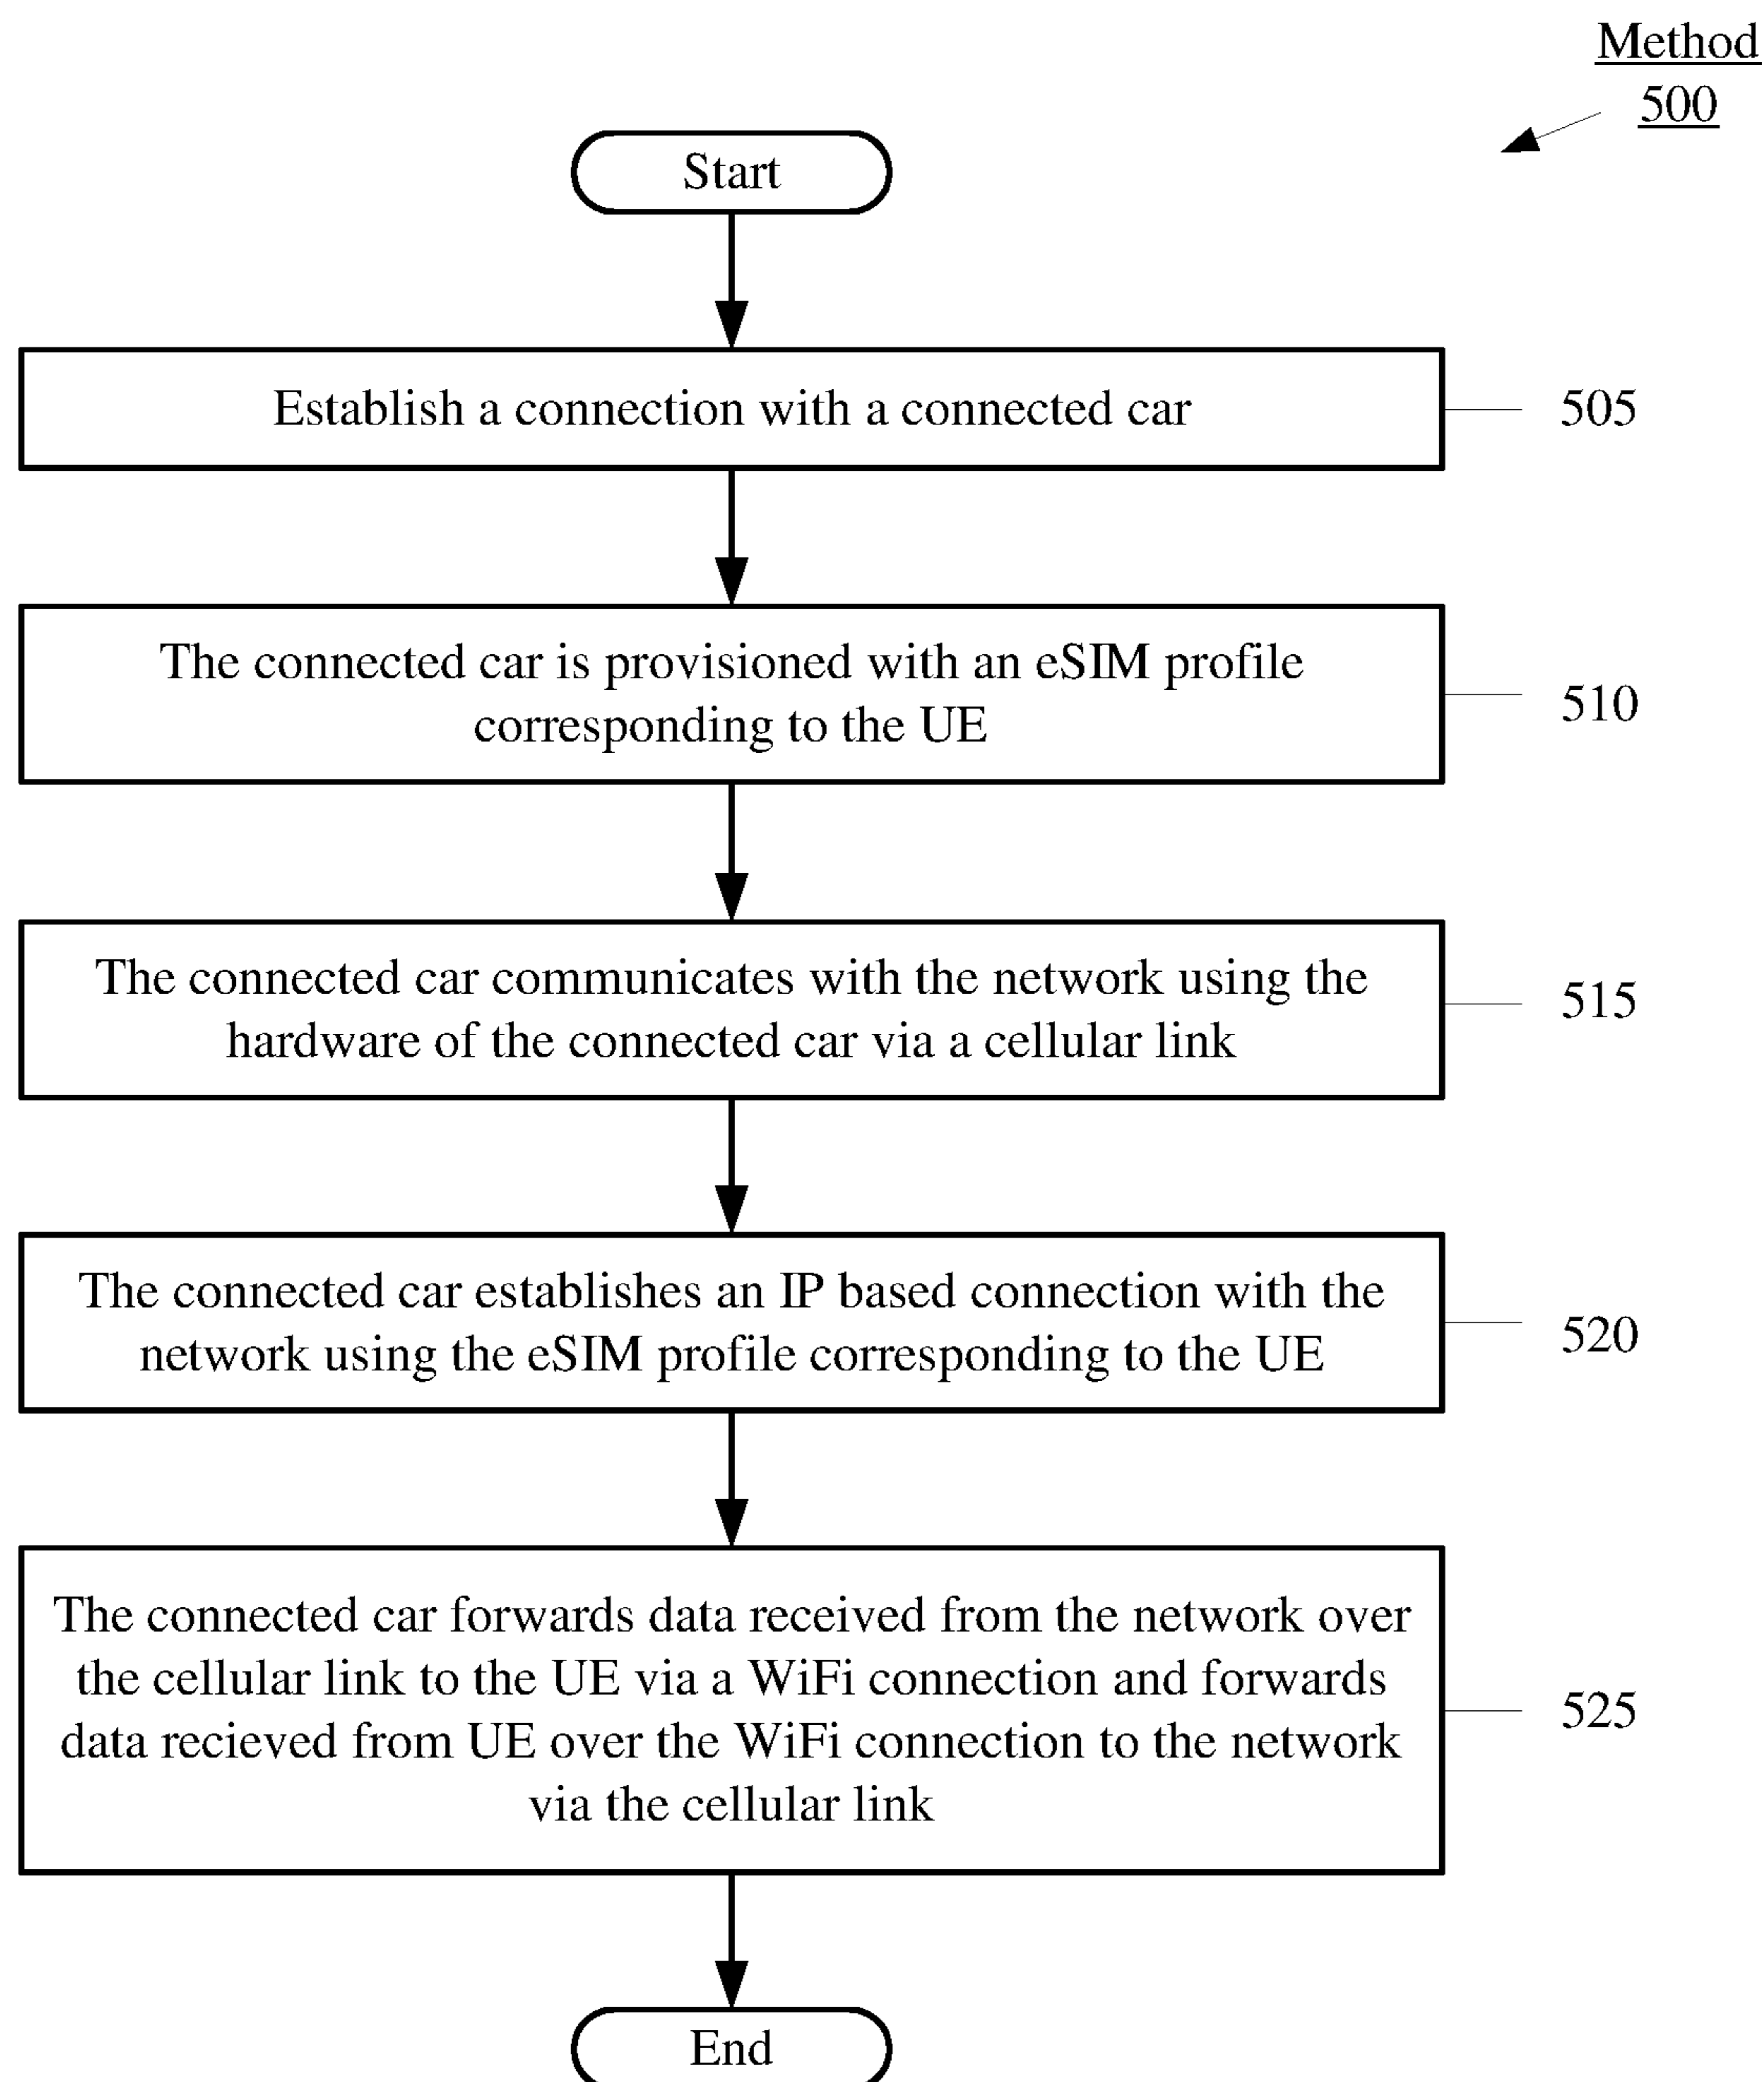 Method
500
Start
Establish a connection with a connected car
505
The connected car is provisioned with an eSIM profile
corresponding to the UE
510
The connected car communicates with the network using the
hardware of the connected car via a cellular link
515
The connected car establishes an IP based connection with the
network using the eSIM profile corresponding to the UE
520
The connected car forwards data received from the network over
the cellular link to the UE via a WiFi connection and forwards
data recieved from UE over the WiFi connection to the network
via the cellular link
525
End